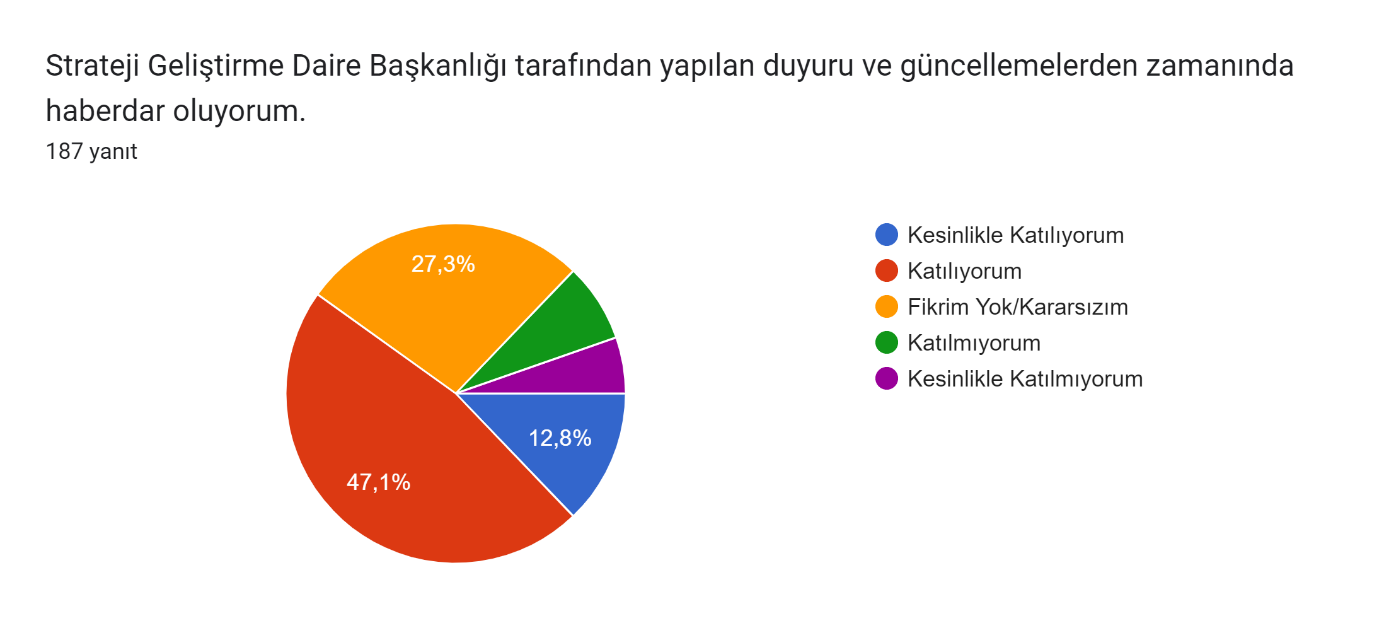 Strateji Geliştirme Daire Başkanlığı tarafından yapılan duyuru ve güncellemelerden zamanında
haberdar oluyorum.
187 yanıt
27,3%
12,8%
47,1%
Kesinlikle Katılıyorum
Katılıyorum
Fikrim Yok/Kararsızım
Katılmıyorum
Kesinlikle Katılmıyorum